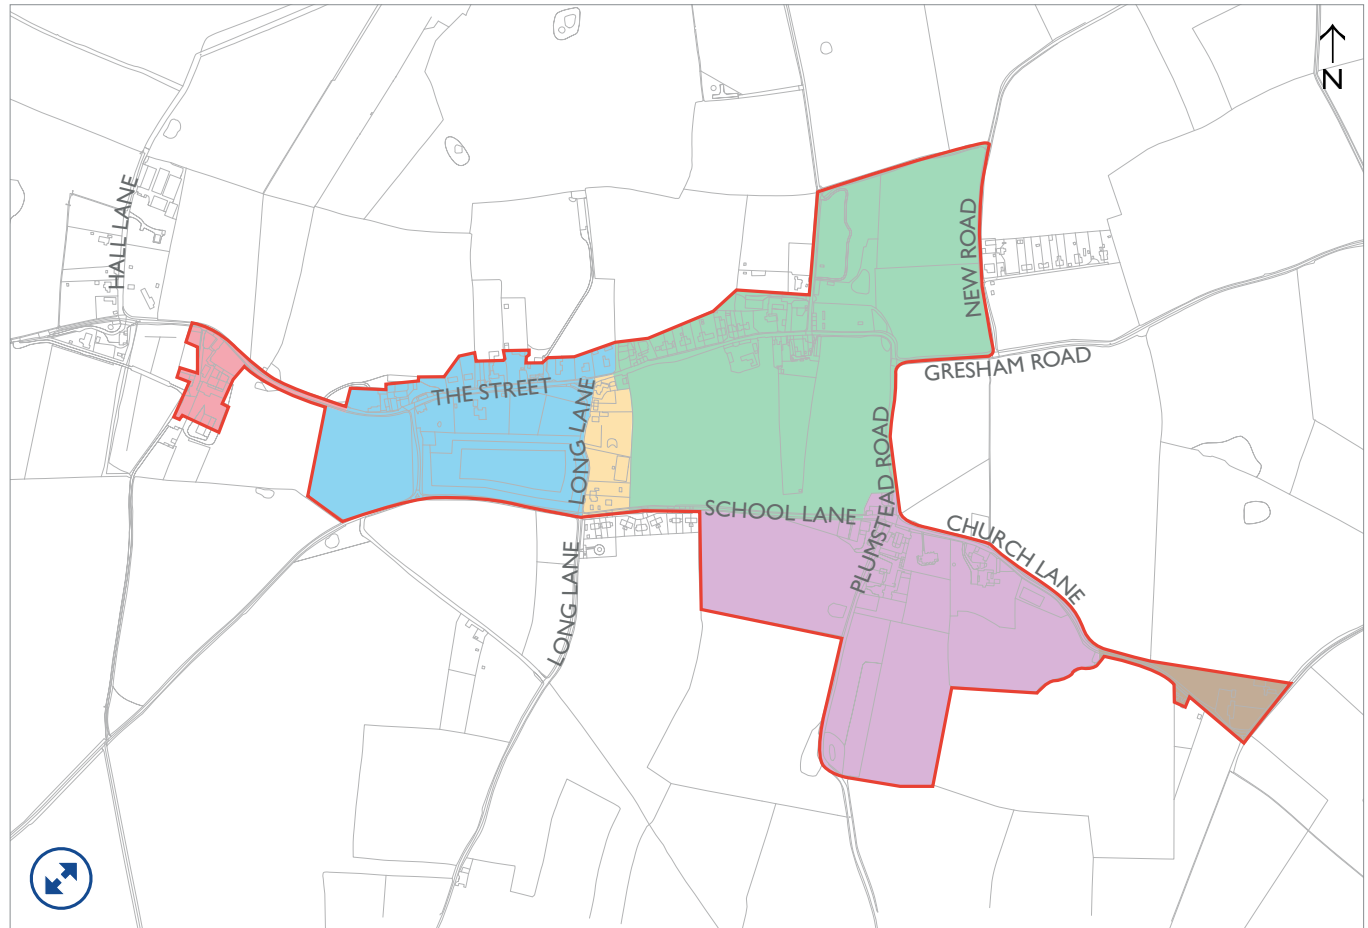 N
HALL LANE
NEW ROAD
GRESHAM ROAD
THE STREET
LONG LANE
PLUMSTEAD ROAD
SCHOOL LANE
CHURCH LANE
LONG LANE